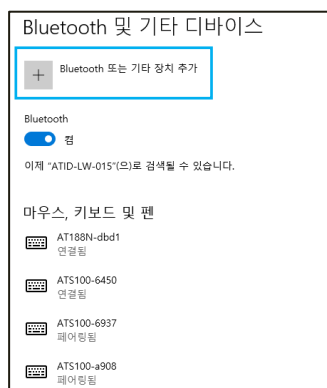 Bluetooth 및 기타 디바이스
Bluetooth 또는 기타 장치 추가
Bluetooth
켬
이제 “ATID-LW-015”(으)로 검색될 수 있습니다.
마우스, 키보드 및 펜
AT188N-dbd1
연결됨
ATS100-6450
연결됨
ATS100-6937
페어링됨
ATS100-a908
페어링됨